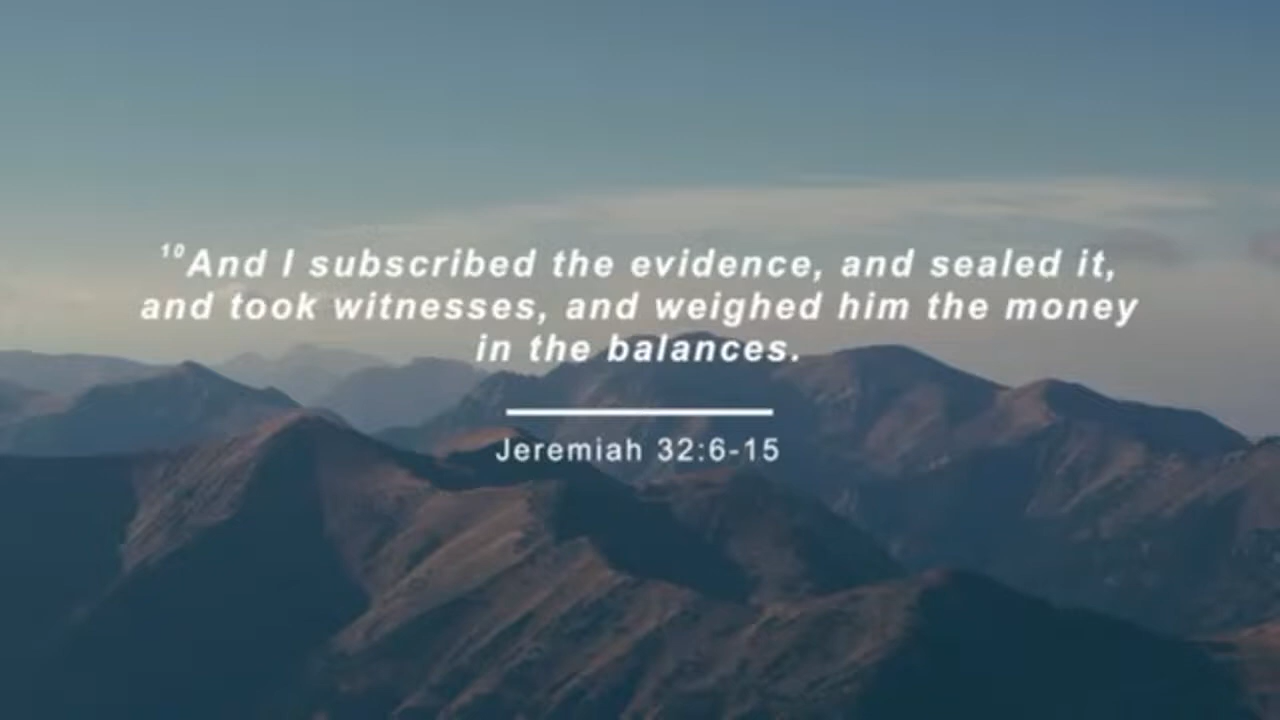 ¹⁰And I subscribed the evidence, and sealed it,
and took witnesses, and weighed him the money
in the balances.
Jeremiah 32:6-15